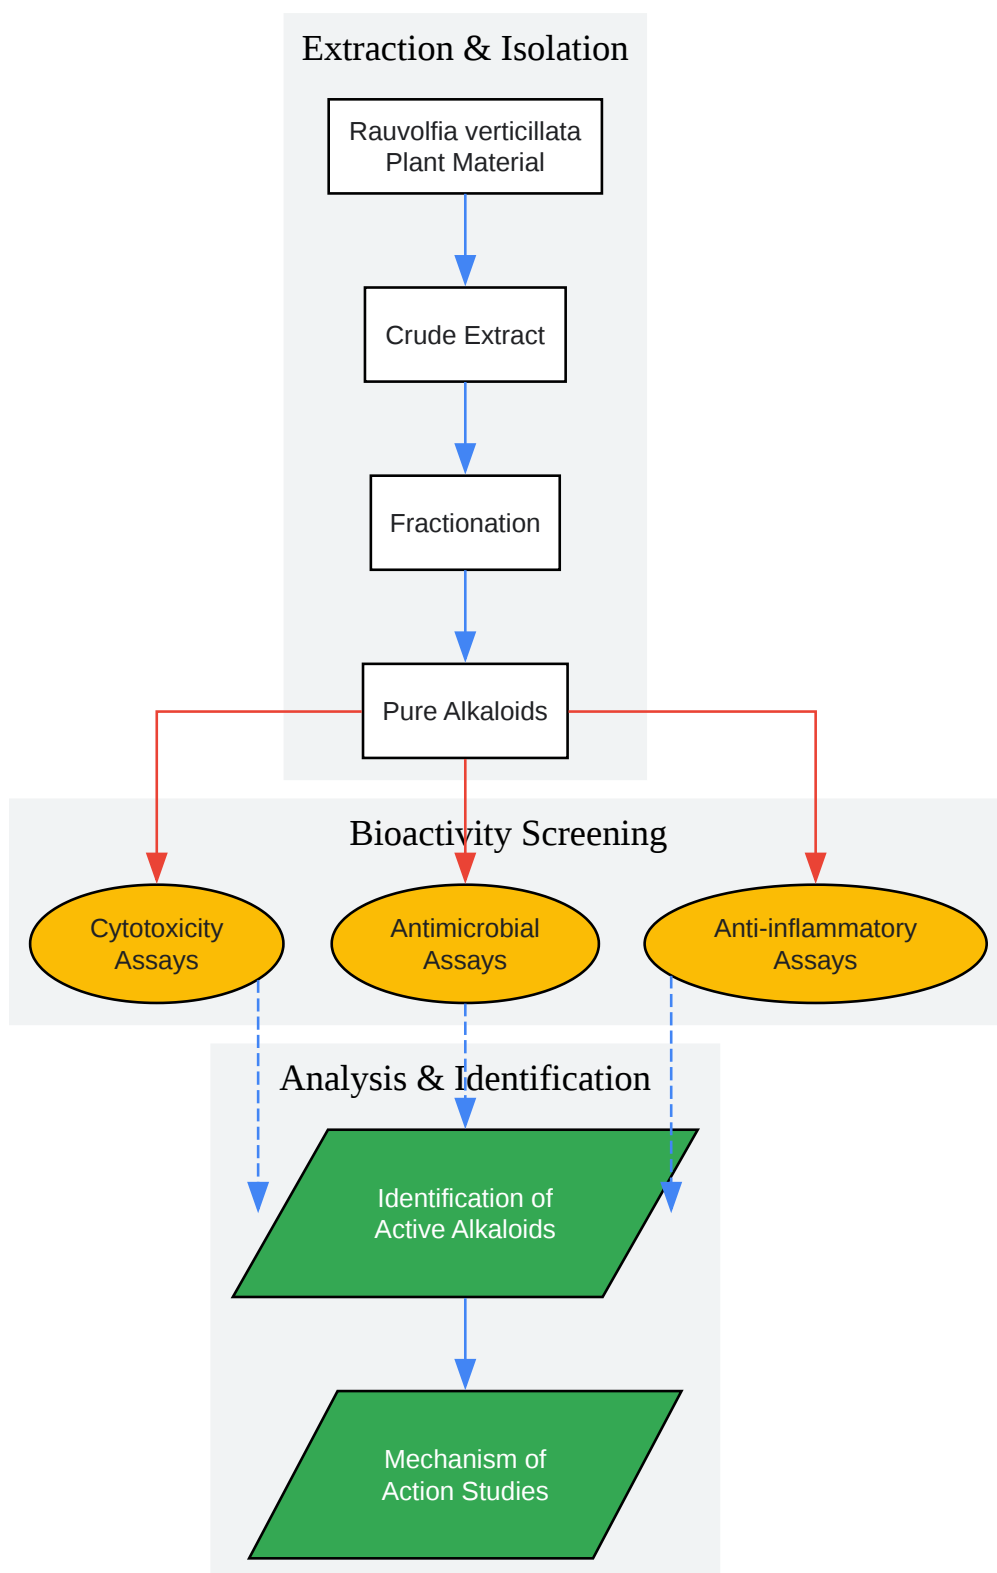 Extraction & Isolation
Rauvolfia verticillata
Plant Material
Crude Extract
Fractionation
Pure Alkaloids
Bioactivity Screening
Cytotoxicity
Assays
Antimicrobial
Assays
Anti-inflammatory
Assays
Analysis & Identification
Identification of
Active Alkaloids
Mechanism of
Action Studies